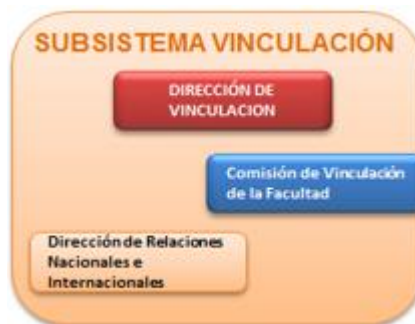 SUBSISTEMA VINCULACIÓN
DIRECCIÓN DE
VINCULACION
Comisión de Vinculación
de la Facultad
Dirección de Relaciones
Nacionales e
Internacionales